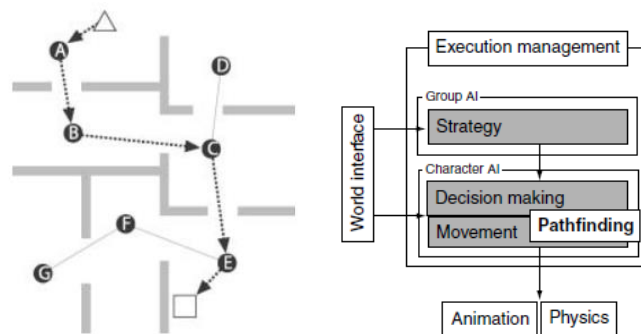 A
D
B
C
F
E
G
Execution management
Group AI
Strategy
World interface
Character AI
Decision making
Movement
Pathfinding
Animation
Physics